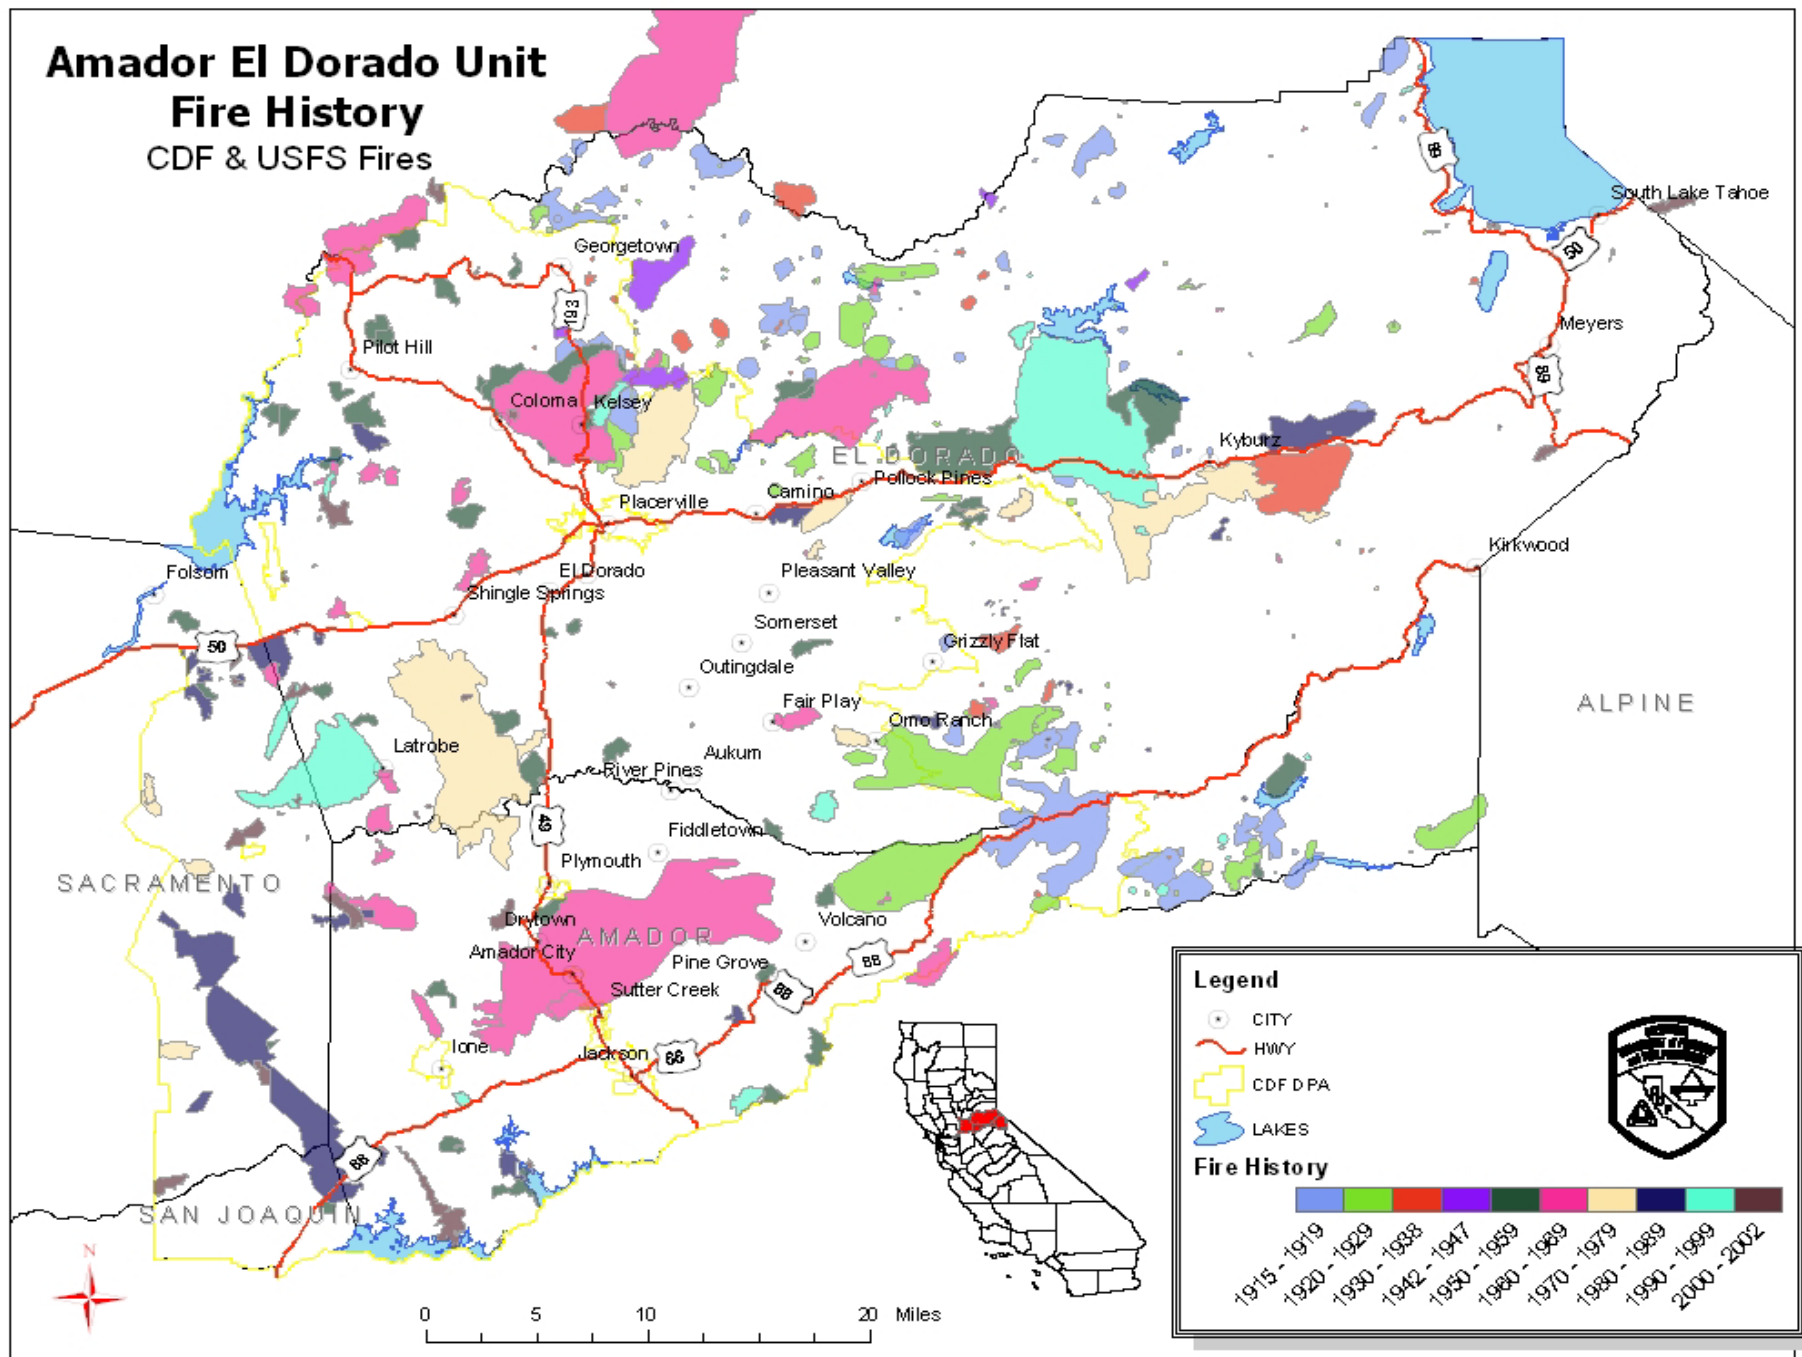 Amador El Dorado Unit
Fire History
CDF & USFS Fires
South Lake Tahoe
89
50
Georgetown
193
Meyers
Pilot Hill
89
Coloma
Kelsey
Kyburz
EL DORADO
Pollock Pines
Camino
Placerville
Kirkwood
Folsom
El Dorado
Pleasant Valley
Shingle Springs
Somerset
50
Grizzly Flat
Outingdale
Fair Play
ALPINE
Omo Ranch
Latrobe
Aukum
River Pines
49
Fiddletown
Plymouth
SACRAMENTO
Drytown
Volcano
AMADOR
Amador City
Pine Grove
88
Sutter Creek
88
Ione
Jackson
88
88
SAN JOAQUIN
N
0 5 10 20 Miles
Legend
CITY
HWY
CDF DPA
LAKES
Fire History
1915 - 1919
1920 - 1929
1930 - 1938
1942 - 1947
1950 - 1959
1960 - 1969
1970 - 1979
1980 - 1989
1990 - 1999
2000 - 2002